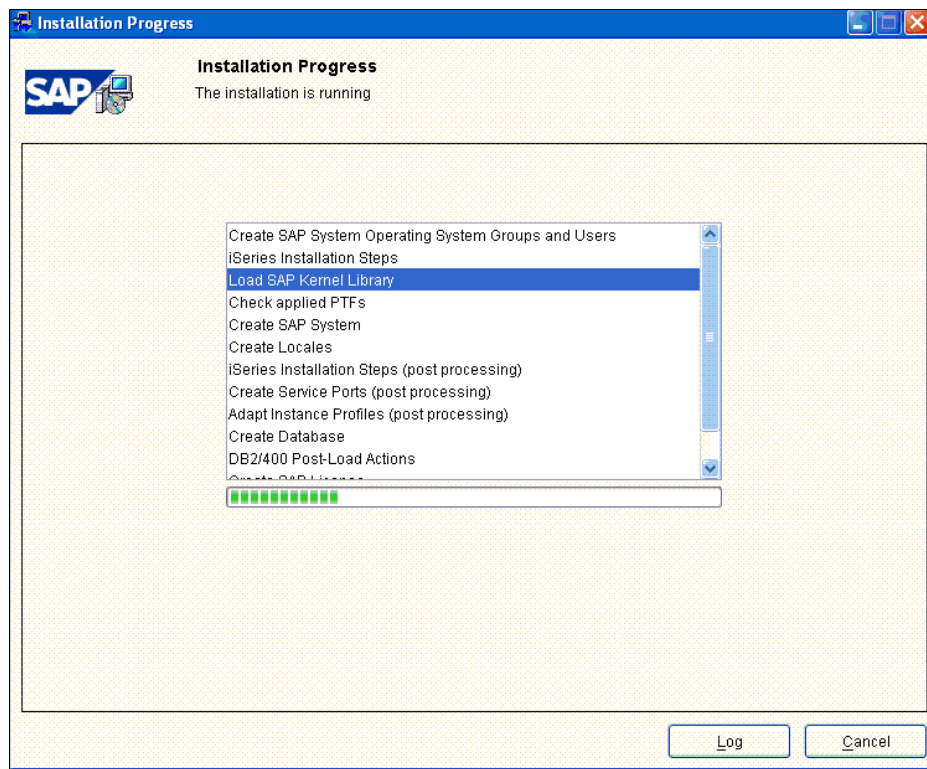 Installation Progress
SAP
Installation Progress
The installation is running
Create SAP System Operating System Groups and Users
iSeries Installation Steps
Load SAP Kernel Library
Check applied PTFs
Create SAP System
Create Locales
iSeries Installation Steps (post processing)
Create Service Ports (post processing)
Adapt Instance Profiles (post processing)
Create Database
DB2/400 Post-Load Actions
Create SAP
Log
Cancel